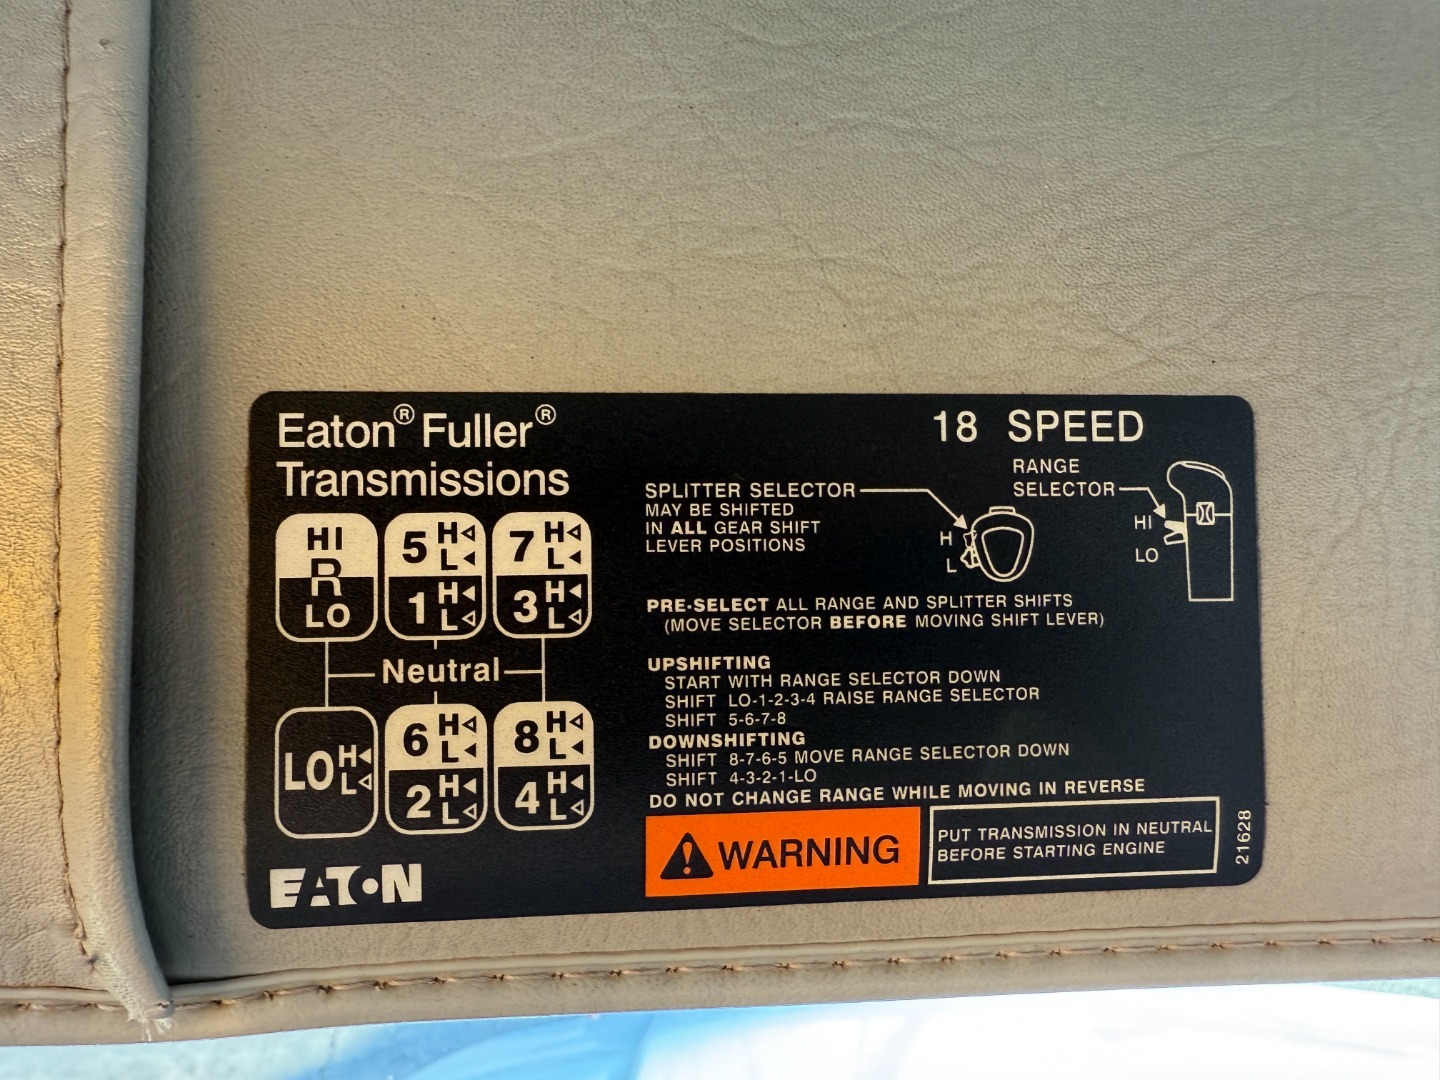 Eaton® Fuller®
Transmissions
HI
R
LO
5 H L
1 H L
7 H L
3 H L
Neutral
LO H L
6 H L
2 H L
8 H L
4 H L
EATON
18 SPEED
SPLITTER SELECTOR
MAY BE SHIFTED
IN ALL GEAR SHIFT
LEVER POSITIONS
H
L
RANGE
SELECTOR
HI
LO
PRE-SELECT ALL RANGE AND SPLITTER SHIFTS
(MOVE SELECTOR BEFORE MOVING SHIFT LEVER)
UPSHIFTING
START WITH RANGE SELECTOR DOWN
SHIFT LO-1-2-3-4 RAISE RANGE SELECTOR
SHIFT 5-6-7-8
DOWNSHIFTING
SHIFT 8-7-6-5 MOVE RANGE SELECTOR DOWN
SHIFT 4-3-2-1-LO
DO NOT CHANGE RANGE WHILE MOVING IN REVERSE
WARNING
PUT TRANSMISSION IN NEUTRAL
BEFORE STARTING ENGINE
21628